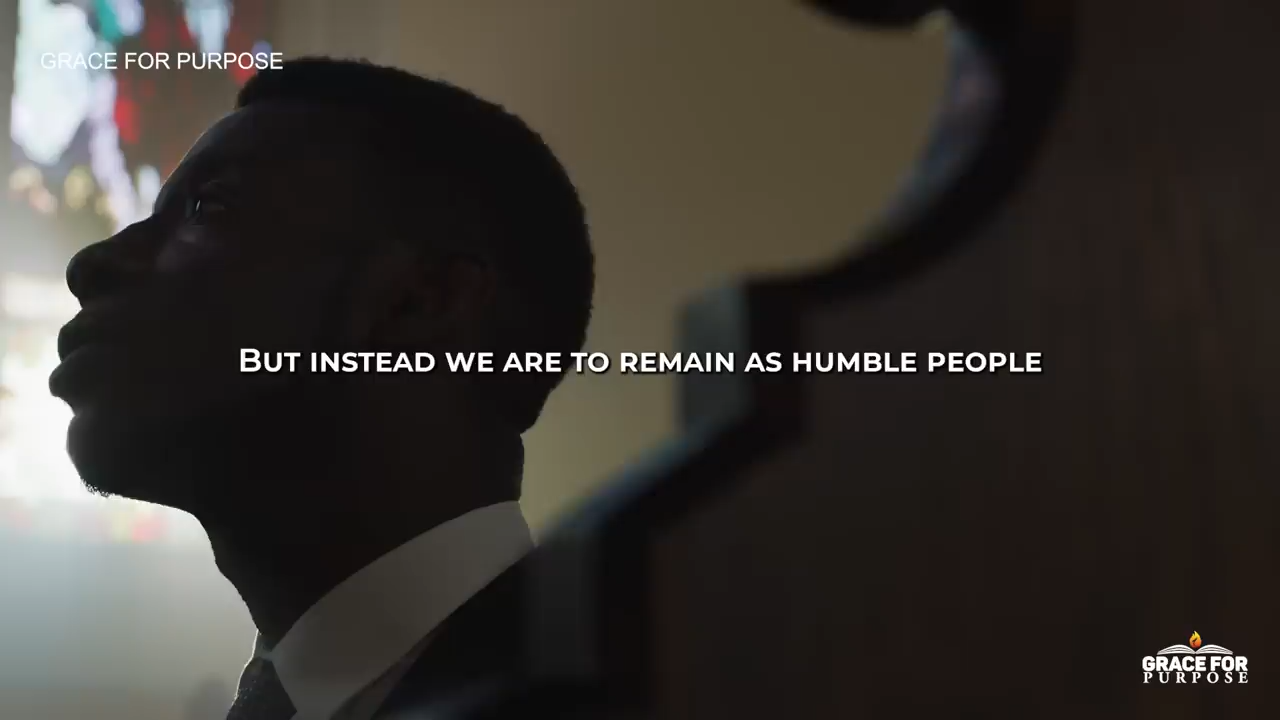 GRACE FOR PURPOSE
BUT INSTEAD WE ARE TO REMAIN AS HUMBLE PEOPLE
GRACE FOR
PURPOSE